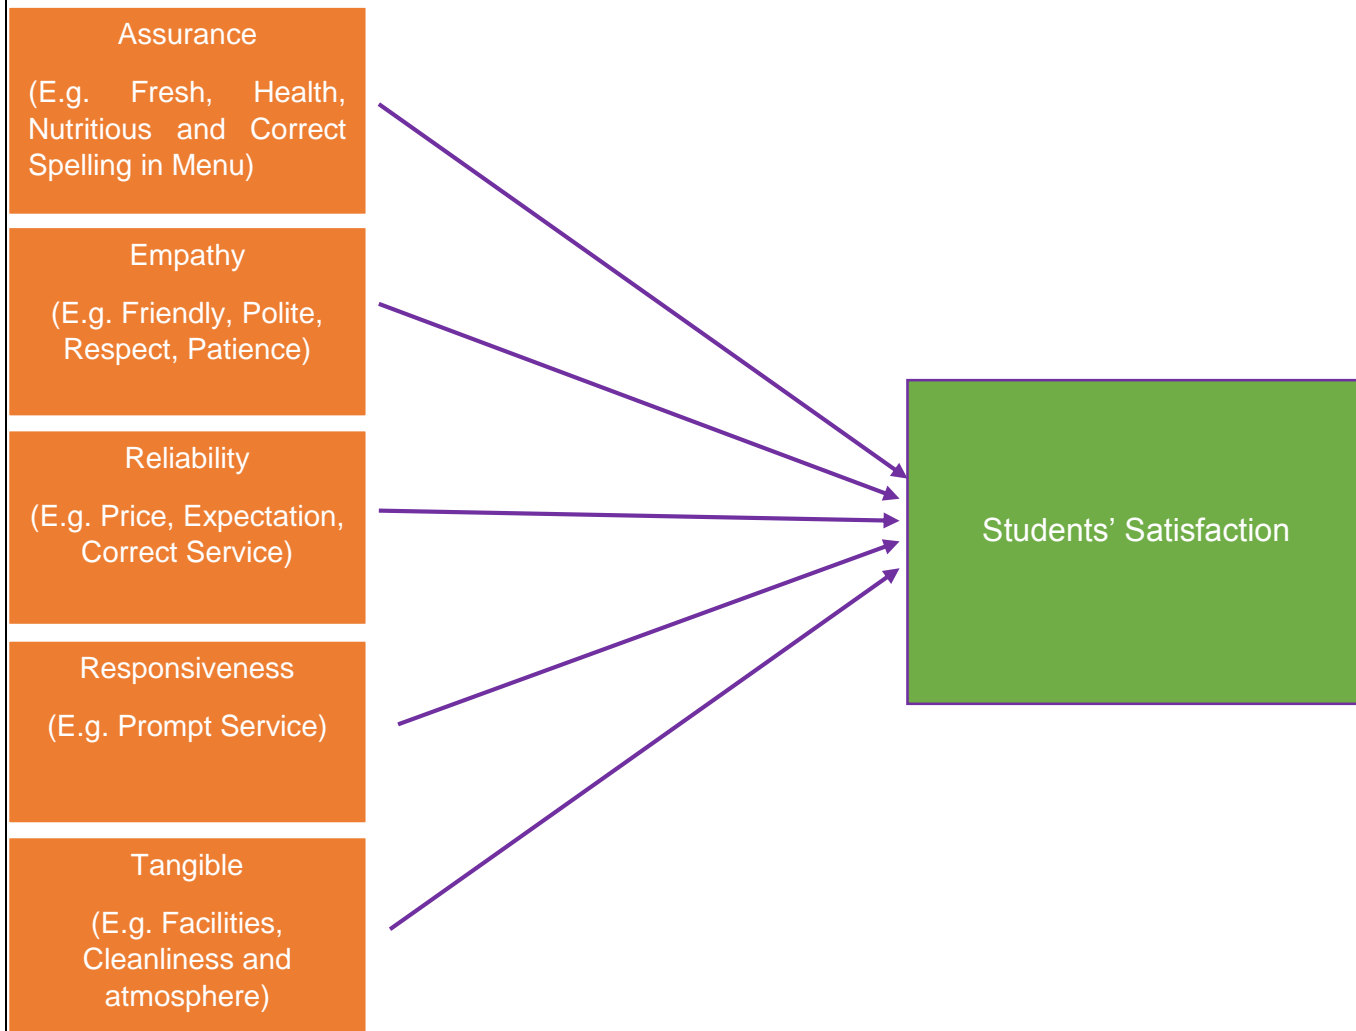 Assurance
(E.g. Fresh, Health,
Nutritious and Correct
Spelling in Menu)
Empathy
(E.g. Friendly, Polite,
Respect, Patience)
Reliability
(E.g. Price, Expectation,
Correct Service)
Responsiveness
(E.g. Prompt Service)
Tangible
(E.g. Facilities,
Cleanliness and
atmosphere)
Students’ Satisfaction